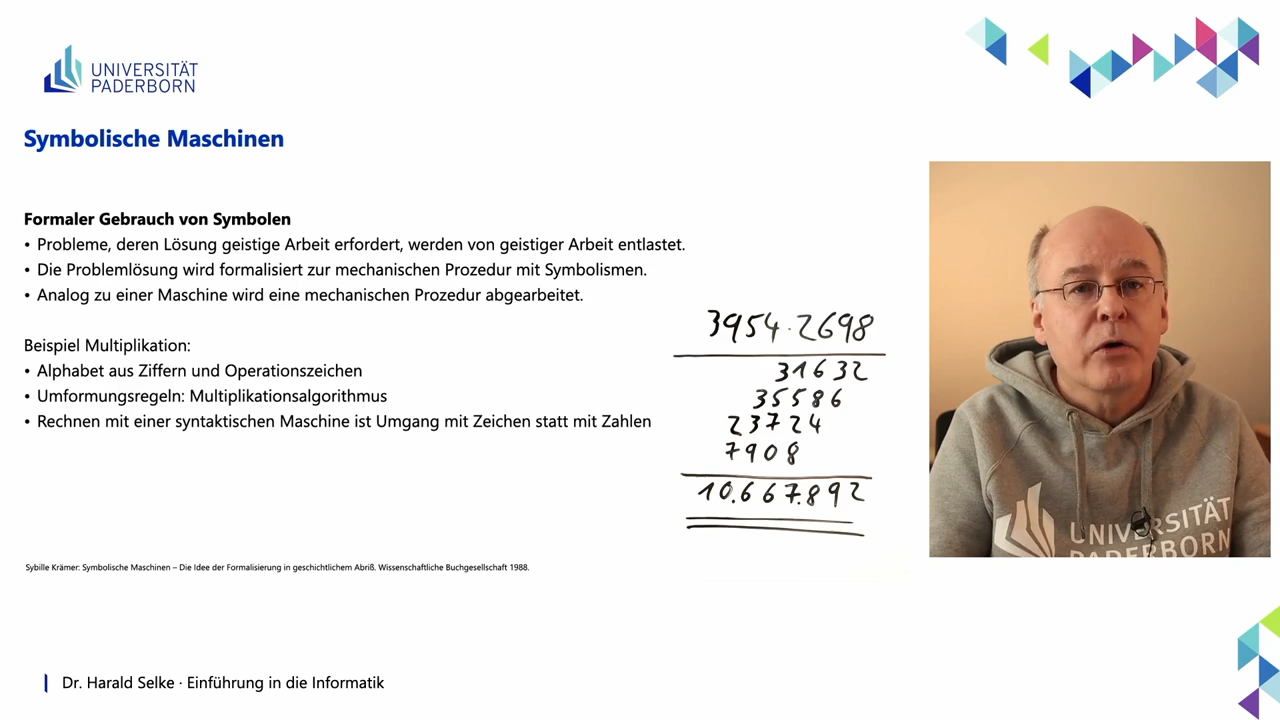 UNIVERSITÄT
PADERBORN
Symbolische Maschinen
Formaler Gebrauch von Symbolen
• Probleme, deren Lösung geistige Arbeit erfordert, werden von geistiger Arbeit entlastet.
• Die Problemlösung wird formalisiert zur mechanischen Prozedur mit Symbolismen.
• Analog zu einer Maschine wird eine mechanischen Prozedur abgearbeitet.
Beispiel Multiplikation:
• Alphabet aus Ziffern und Operationszeichen
• Umformungsregeln: Multiplikationsalgorithmus
• Rechnen mit einer syntaktischen Maschine ist Umgang mit Zeichen statt mit Zahlen
3954·2698
31632
35586
23724
7908
10.667.892
UNIVERSITÄT
PADERBORN
Sybille Krämer: Symbolische Maschinen – Die Idee der Formalisierung in geschichtlichem Abriß. Wissenschaftliche Buchgesellschaft 1988.
Dr. Harald Selke · Einführung in die Informatik